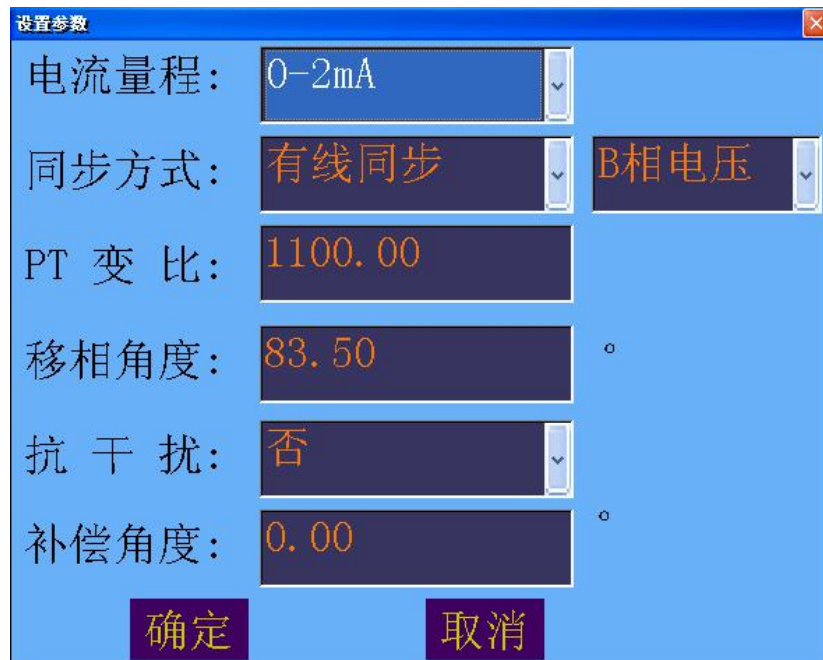 设置参数
电流量程: 0-2mA
同步方式: 有线同步 B相电压
PT 变 比: 1100.00
移相角度: 83.50 °
抗 干 扰: 否
补偿角度: 0.00 °
确定 取消